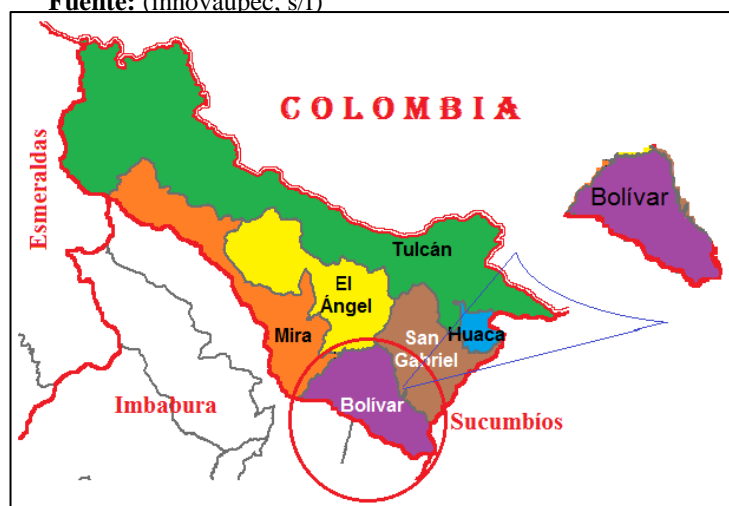 Fuente: (Innovaupec, s/f)
COLOMBIA
Esmeraldas
Bolívar
Tulcán
El
Ángel
Mira
San
Gabriel
Huaca
Bolívar
Imbabura
Sucumbíos